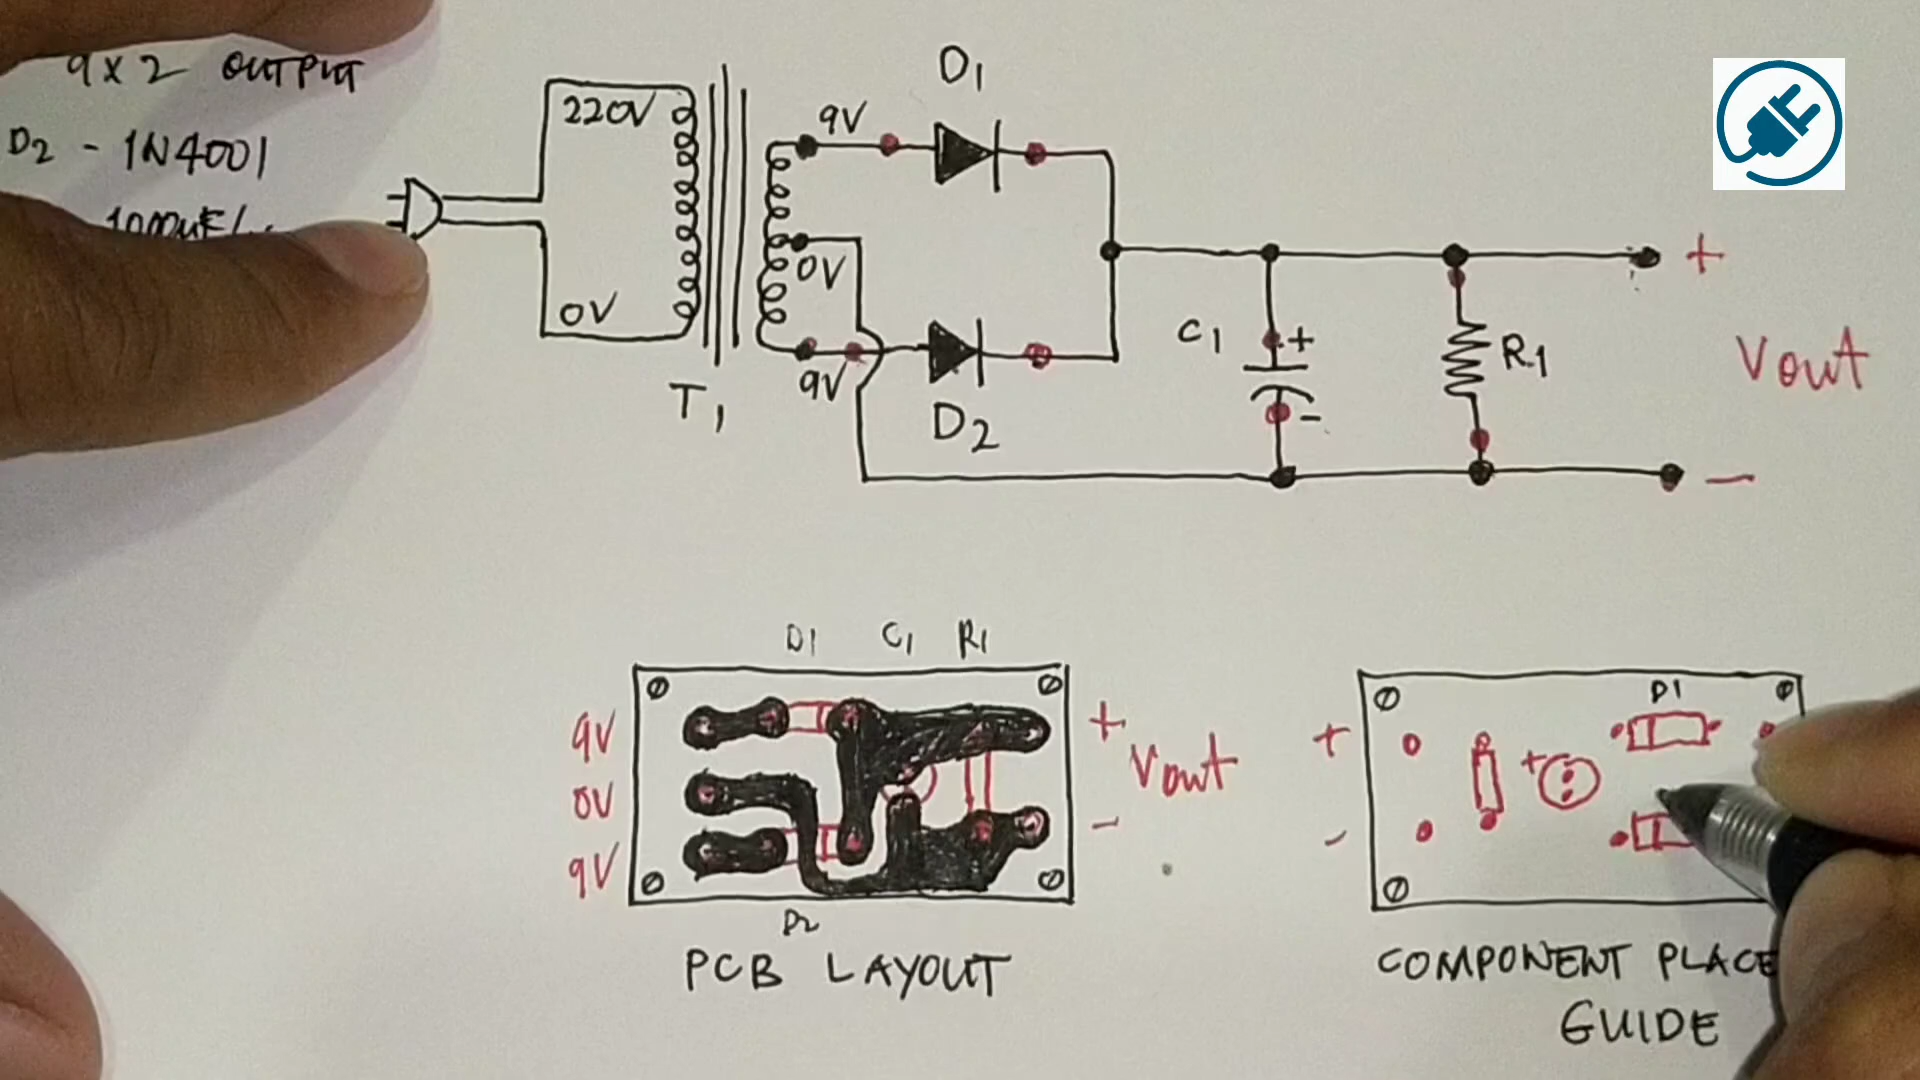 9X2 OUTPUT
D2 - 1N4001
1000µF/
220V
0V
T1
9V
0V
9V
D1
D2
C1
+
-
R1
+
Vout
-
D1 C1 R1
9V
0V
9V
+
Vout
-
D2
PCB LAYOUT
D1
+
+
-
COMPONENT PLACE
GUIDE